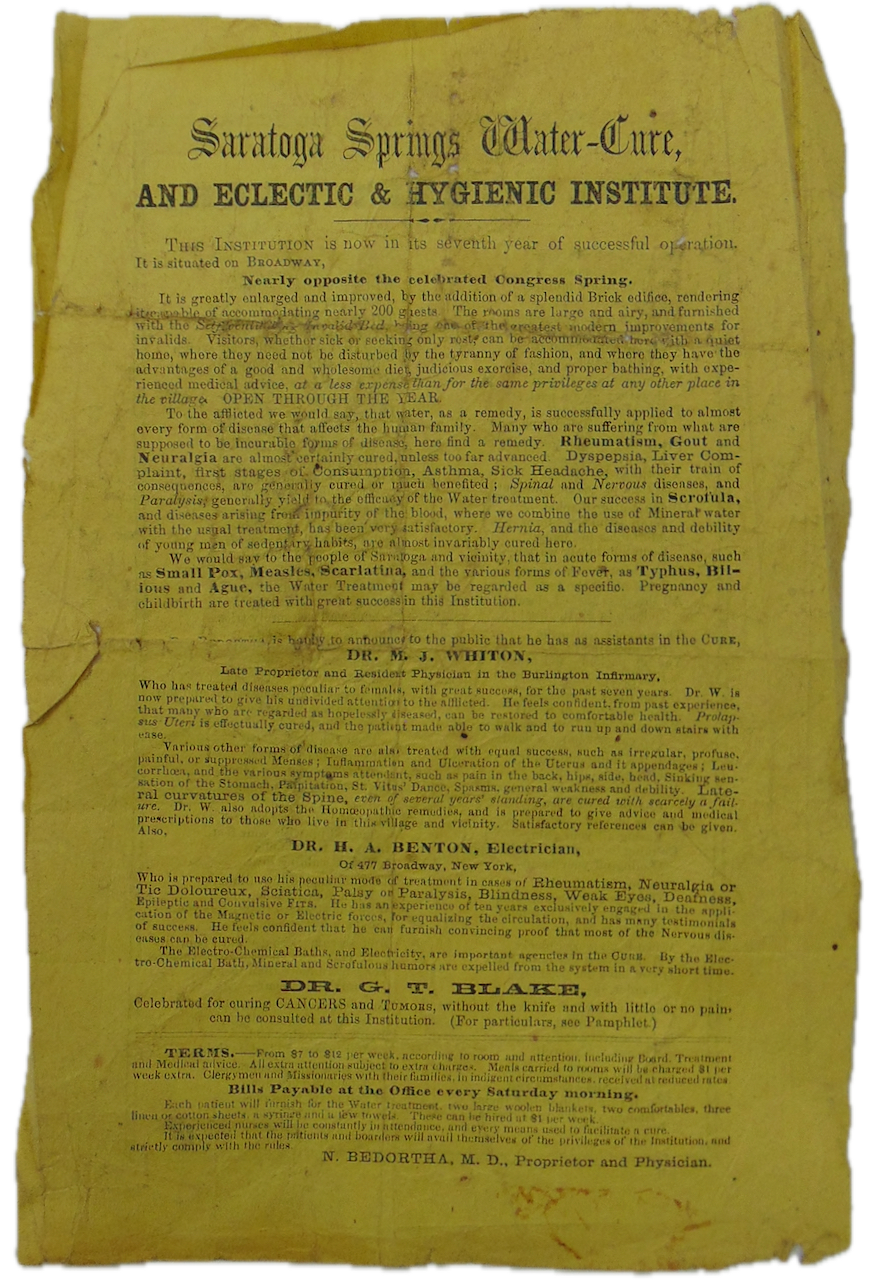 Saratoga Springs Water-Cure,
AND ECLECTIC & HYGIENIC INSTITUTE.
THIS INSTITUTION is now in its seventh year of successful operation.
It is situated on BROADWAY,
Nearly opposite the celebrated Congress Spring.
It is greatly enlarged and improved, by the addition of a splendid Brick edifice, rendering
it capable of accommodating nearly 200 guests. The rooms are large and airy, and furnished
with the Invalid Bed, being one of the greatest modern improvements for
invalids. Visitors, whether sick or seeking only rest, can be accommodated here with a quiet
home, where they need not be disturbed by the tyranny of fashion, and where they have the
advantages of a good and wholesome diet, judicious exercise, and proper bathing, with expe-
rienced medical advice, at a less expense than for the same privileges at any other place in
the village. OPEN THROUGH THE YEAR.
To the afflicted we would say, that water, as a remedy, is successfully applied to almost
every form of disease that affects the human family. Many who are suffering from what are
supposed to be incurable forms of disease, here find a remedy. Rheumatism, Gout and
Neuralgia are almost certainly cured, unless too far advanced. Dyspepsia, Liver Com-
plaint, first stages of Consumption, Asthma, Sick Headache, with their train of
consequences, are generally cured or much benefited; Spinal and Nervous diseases, and
Paralysis, generally yield to the efficacy of the Water treatment. Our success in Scrofula,
and diseases arising from impurity of the blood, where we combine the use of Mineral water
with the usual treatment, has been very satisfactory. Hernia, and the diseases and debility
of young men of sedentary habits, are almost invariably cured here.
We would say to the people of Saratoga and vicinity, that in acute forms of disease, such
as Small Pox, Measles, Scarlatina, and the various forms of Fever, as Typhus, Bil-
ious and Ague, the Water Treatment may be regarded as a specific. Pregnancy and
childbirth are treated with great success in this Institution.
is happy to announce to the public that he has as assistants in the CURE,
DR. M. J. WHITON,
Late Proprietor and Resident Physician in the Burlington Infirmary,
Who has treated diseases peculiar to females, with great success, for the past seven years. Dr. W. is
now prepared to give his undivided attention to the afflicted. He feels confident, from past experience,
that many who are regarded as hopelessly diseased, can be restored to comfortable health. Prolap-
sus Uteri is effectually cured, and the patient made able to walk and to run up and down stairs with
ease.
Various other forms of disease are also treated with equal success, such as irregular, profuse,
painful, or suppressed Menses; Inflammation and Ulceration of the Uterus and it appendages; Leu-
corrhœa, and the various symptoms attendant, such as pain in the back, hips, side, head, Sinking sen-
sation of the Stomach, Palpitation, St. Vitus' Dance, Spasms, general weakness and debility. Late-
ral curvatures of the Spine, even of several years' standing, are cured with scarcely a fail-
ure. Dr. W. also adopts the Homœopathic remedies, and is prepared to give advice and medical
prescriptions to those who live in this village and vicinity. Satisfactory references can be given.
Also,
DR. H. A. BENTON, Electrician,
Of 477 Broadway, New York,
Who is prepared to use his peculiar mode of treatment in cases of Rheumatism, Neuralgia or
Tic Doloureux, Sciatica, Palsy or Paralysis, Blindness, Weak Eyes, Deafness,
Epileptic and Convulsive FITS. He has an experience of ten years exclusively engaged in the appli-
cation of the Magnetic or Electric forces, for equalizing the circulation, and has many testimonials
of success. He feels confident that he can furnish convincing proof that most of the Nervous dis-
eases can be cured.
The Electro-Chemical Baths, and Electricity, are important agencies in the CURE. By the Elec-
tro-Chemical Bath, Mineral and Scrofulous humors are expelled from the system in a very short time.
DR. G. T. BLAKE,
Celebrated for curing CANCERS and TUMORS, without the knife and with little or no pain,
can be consulted at this Institution. (For particulars, see Pamphlet.)
TERMS.—From $7 to $12 per week, according to room and attention, including Board, Treatment
and Medical advice. All extra attention subject to extra charges. Meals carried to rooms will be charged $1 per
week extra. Clergymen and Missionaries with their families, in indigent circumstances, received at reduced rates
Bills Payable at the Office every Saturday morning.
Each patient will furnish for the Water treatment, two large woolen blankets, two comfortables, three
linen or cotton sheets, a syringe and a few towels. These can be hired at $1 per week.
Experienced nurses will be constantly in attendance, and every means used to facilitate a cure.
It is expected that the patients and boarders will avail themselves of the privileges of the Institution, and
strictly comply with the rules.
N. BEDORTHA, M. D., Proprietor and Physician.